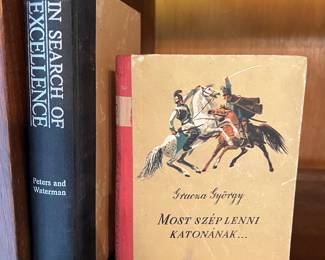 IN SEARCH OF
EXCELLENCE
Peters and
Waterman
Gracza György
MOST SZÉP LENNI
KATONÁNAK...